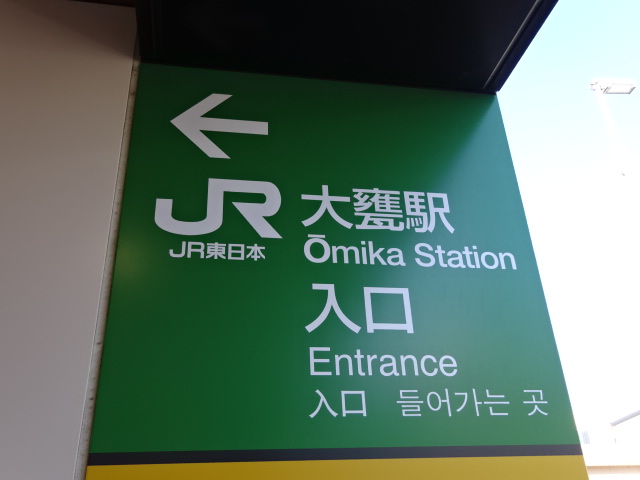 JR 大甕駅
JR東日本 Ōmika Station
入口
Entrance
入口 들어가는 곳